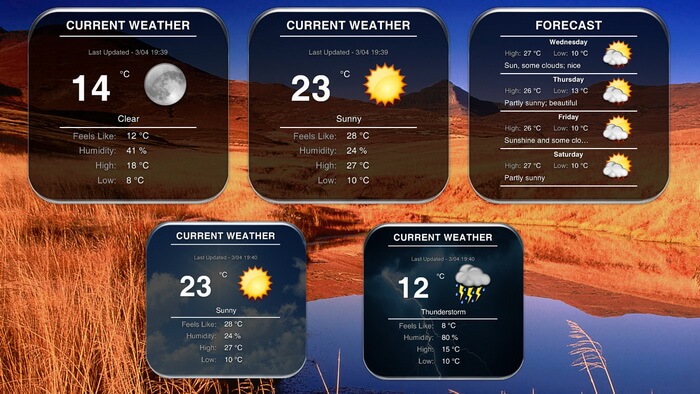 CURRENT WEATHER
Last Updated - 3/04 19:39
14 °C
Clear
Feels Like: 12 °C
Humidity: 41 %
High: 18 °C
Low: 8 °C
CURRENT WEATHER
Last Updated - 3/04 19:39
23 °C
Sunny
Feels Like: 28 °C
Humidity: 24 %
High: 27 °C
Low: 10 °C
FORECAST
Wednesday
High: 27 °C Low: 10 °C
Sun, some clouds; nice
Thursday
High: 26 °C Low: 13 °C
Partly sunny; beautiful
Friday
High: 26 °C Low: 10 °C
Sunshine and some clo...
Saturday
High: 27 °C Low: 10 °C
Partly sunny
CURRENT WEATHER
Last Updated - 3/04 19:40
23 °C
Sunny
Feels Like: 28 °C
Humidity: 24 %
High: 27 °C
Low: 10 °C
CURRENT WEATHER
Last Updated - 3/04 19:40
12 °C
Thunderstorm
Feels Like: 8 °C
Humidity: 80 %
High: 15 °C
Low: 10 °C